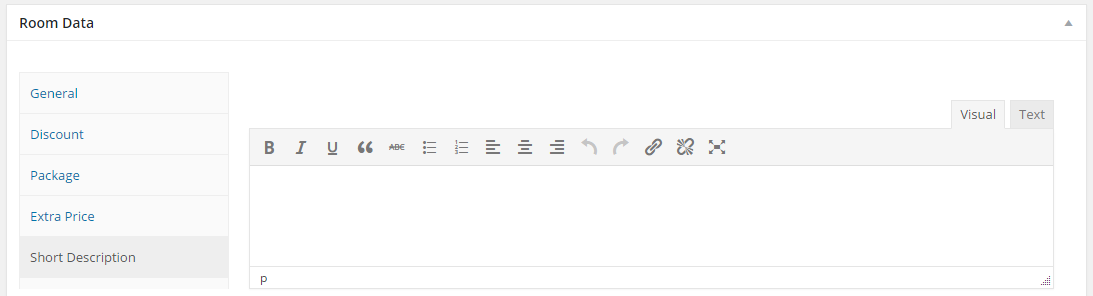 Room Data
General
Discount
Package
Extra Price
Short Description
Visual Text
B I U ABC
p